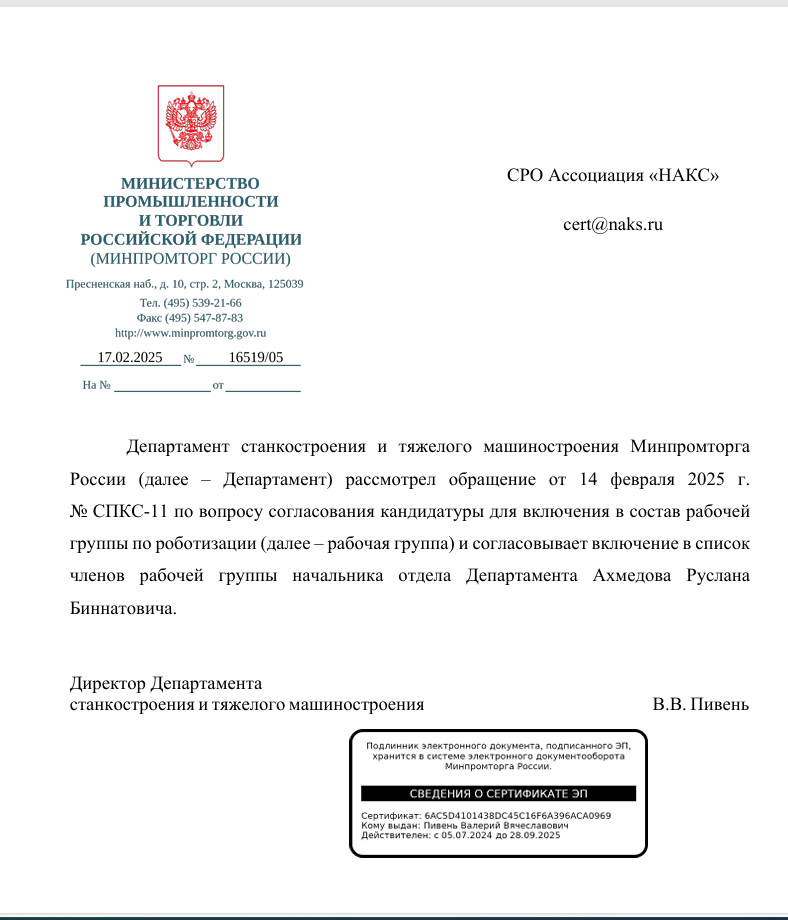 МИНИСТЕРСТВО
ПРОМЫШЛЕННОСТИ
И ТОРГОВЛИ
РОССИЙСКОЙ ФЕДЕРАЦИИ
(МИНПРОМТОРГ РОССИИ)
Пресненская наб., д. 10, стр. 2, Москва, 125039
Тел. (495) 539-21-66
Факс (495) 547-87-83
http://www.minpromtorg.gov.ru
17.02.2025 № 16519/05
На № от
СРО Ассоциация «НАКС»
cert@naks.ru
Департамент станкостроения и тяжелого машиностроения Минпромторга
России (далее – Департамент) рассмотрел обращение от 14 февраля 2025 г.
№ СПКС-11 по вопросу согласования кандидатуры для включения в состав рабочей
группы по роботизации (далее – рабочая группа) и согласовывает включение в список
членов рабочей группы начальника отдела Департамента Ахмедова Руслана
Биннатовича.
Директор Департамента
станкостроения и тяжелого машиностроения В.В. Пивень
Подлинник электронного документа, подписанного ЭП,
хранится в системе электронного документооборота
Минпромторга России.
СВЕДЕНИЯ О СЕРТИФИКАТЕ ЭП
Сертификат: 6AC5D4101438DC45C16F6A396ACA0969
Кому выдан: Пивень Валерий Вячеславович
Действителен: с 05.07.2024 до 28.09.2025